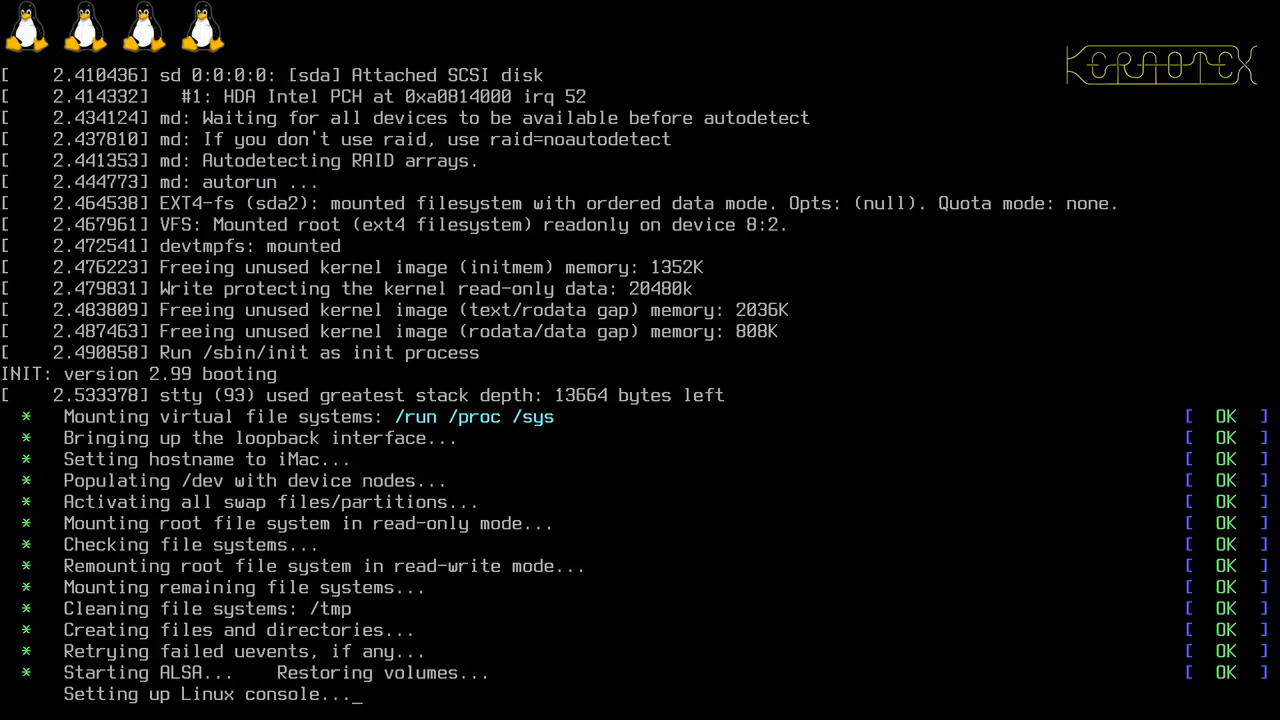 KERNOTEX
[    2.410436] sd 0:0:0:0: [sda] Attached SCSI disk
[    2.414332]   #1: HDA Intel PCH at 0xa0814000 irq 52
[    2.434124] md: Waiting for all devices to be available before autodetect
[    2.437810] md: If you don't use raid, use raid=noautodetect
[    2.441353] md: Autodetecting RAID arrays.
[    2.444773] md: autorun ...
[    2.464538] EXT4-fs (sda2): mounted filesystem with ordered data mode. Opts: (null). Quota mode: none.
[    2.467961] VFS: Mounted root (ext4 filesystem) readonly on device 8:2.
[    2.472541] devtmpfs: mounted
[    2.476223] Freeing unused kernel image (initmem) memory: 1352K
[    2.479831] Write protecting the kernel read-only data: 20480k
[    2.483809] Freeing unused kernel image (text/rodata gap) memory: 2036K
[    2.487463] Freeing unused kernel image (rodata/data gap) memory: 808K
[    2.490858] Run /sbin/init as init process
INIT: version 2.99 booting
[    2.533378] stty (93) used greatest stack depth: 13664 bytes left
*   Mounting virtual file systems: /run /proc /sys [ OK ]
*   Bringing up the loopback interface... [ OK ]
*   Setting hostname to iMac... [ OK ]
*   Populating /dev with device nodes... [ OK ]
*   Activating all swap files/partitions... [ OK ]
*   Mounting root file system in read-only mode... [ OK ]
*   Checking file systems... [ OK ]
*   Remounting root file system in read-write mode... [ OK ]
*   Mounting remaining file systems... [ OK ]
*   Cleaning file systems: /tmp [ OK ]
*   Creating files and directories... [ OK ]
*   Retrying failed uevents, if any... [ OK ]
*   Starting ALSA...    Restoring volumes... [ OK ]
Setting up Linux console..._